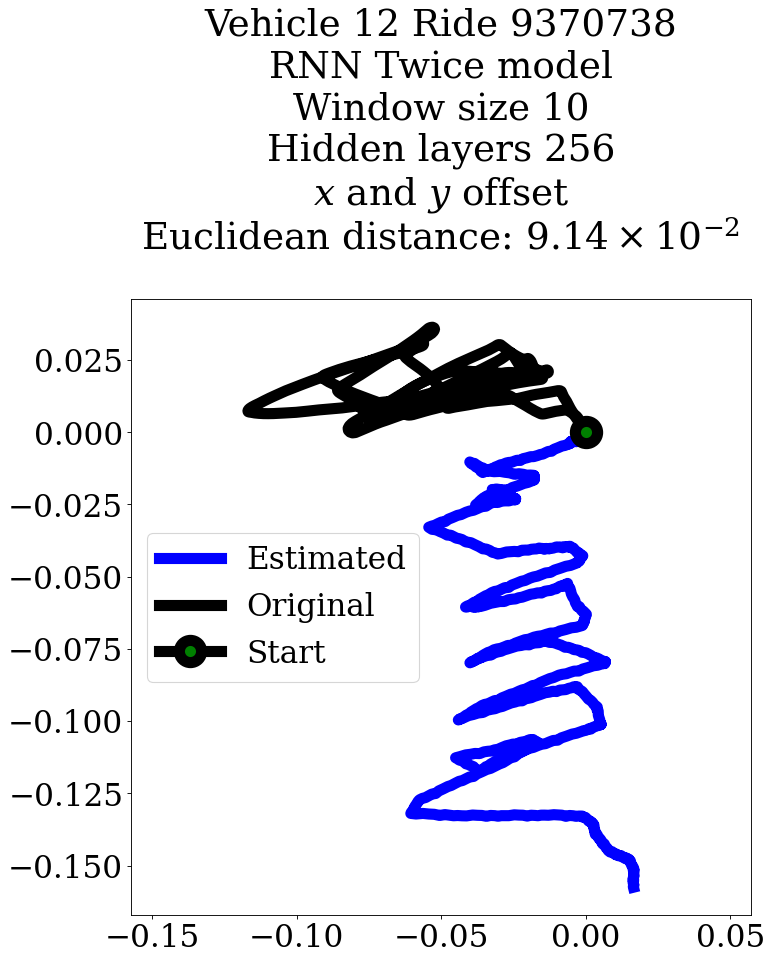 Vehicle 12 Ride 9370738
RNN Twice model
Window size 10
Hidden layers 256
x and y offset
Euclidean distance: 9.14 × 10⁻²
0.025
0.000
−0.025
−0.050
−0.075
−0.100
−0.125
−0.150
Estimated
Original
Start
−0.15 −0.10 −0.05 0.00 0.05